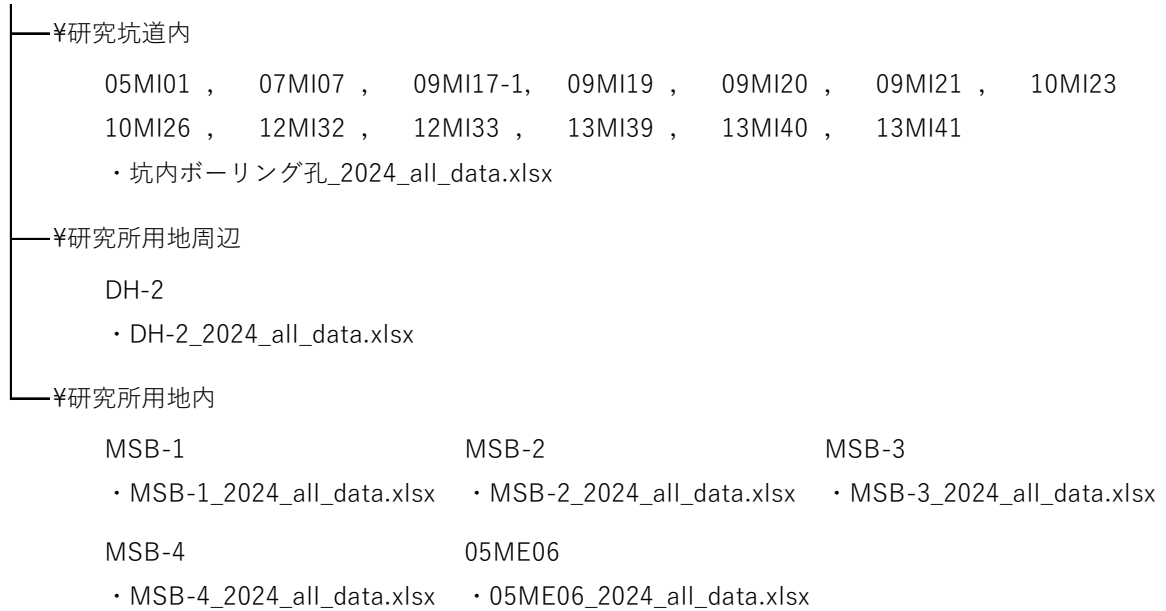 ¥研究坑道内
05MI01 , 07MI07 , 09MI17-1, 09MI19 , 09MI20 , 09MI21 , 10MI23
10MI26 , 12MI32 , 12MI33 , 13MI39 , 13MI40 , 13MI41
・坑内ボーリング孔_2024_all_data.xlsx
¥研究所用地周辺
DH-2
・DH-2_2024_all_data.xlsx
¥研究所用地内
MSB-1 MSB-2 MSB-3
・MSB-1_2024_all_data.xlsx ・MSB-2_2024_all_data.xlsx ・MSB-3_2024_all_data.xlsx
MSB-4 05ME06
・MSB-4_2024_all_data.xlsx ・05ME06_2024_all_data.xlsx